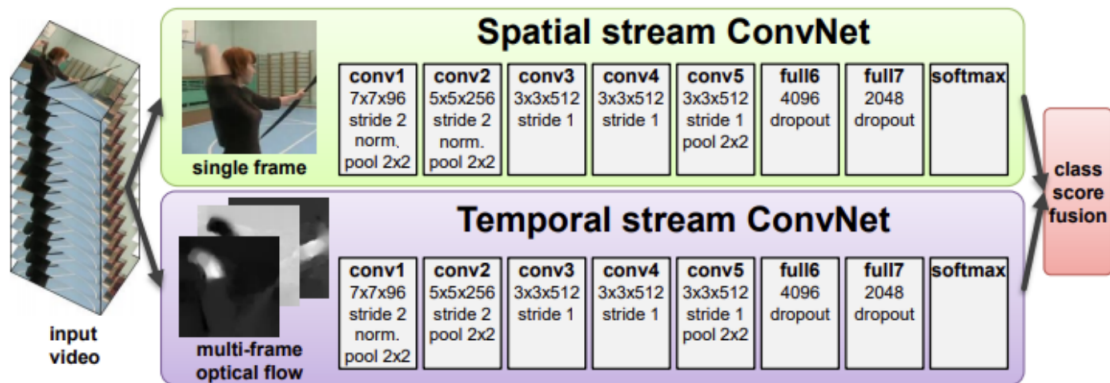 Spatial stream ConvNet
conv1
7x7x96
stride 2
norm.
pool 2x2
conv2
5x5x256
stride 2
norm.
pool 2x2
conv3
3x3x512
stride 1
conv4
3x3x512
stride 1
conv5
3x3x512
stride 1
pool 2x2
full6
4096
dropout
full7
2048
dropout
softmax
single frame
Temporal stream ConvNet
conv1
7x7x96
stride 2
norm.
pool 2x2
conv2
5x5x256
stride 2
pool 2x2
conv3
3x3x512
stride 1
conv4
3x3x512
stride 1
conv5
3x3x512
stride 1
pool 2x2
full6
4096
dropout
full7
2048
dropout
softmax
multi-frame
optical flow
input
video
class
score
fusion